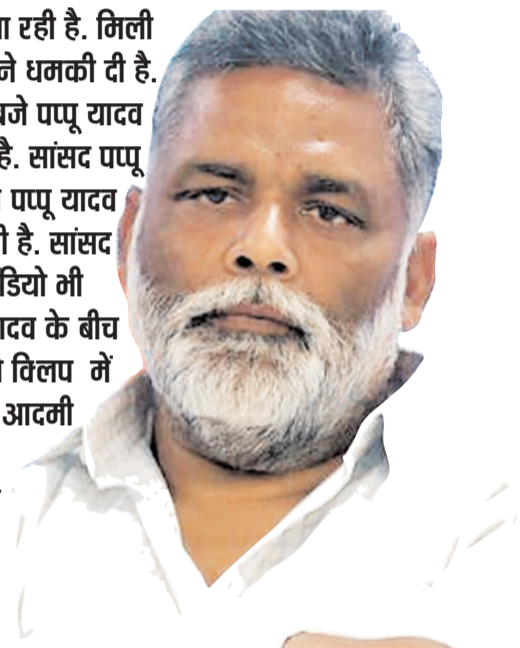 रही है. मिली
ने धमकी दी है.
बजे पप्पू यादव
है. सांसद पप्पू
पप्पू यादव
है. सांसद
भी
के बीच
क्लिप में
आदमी